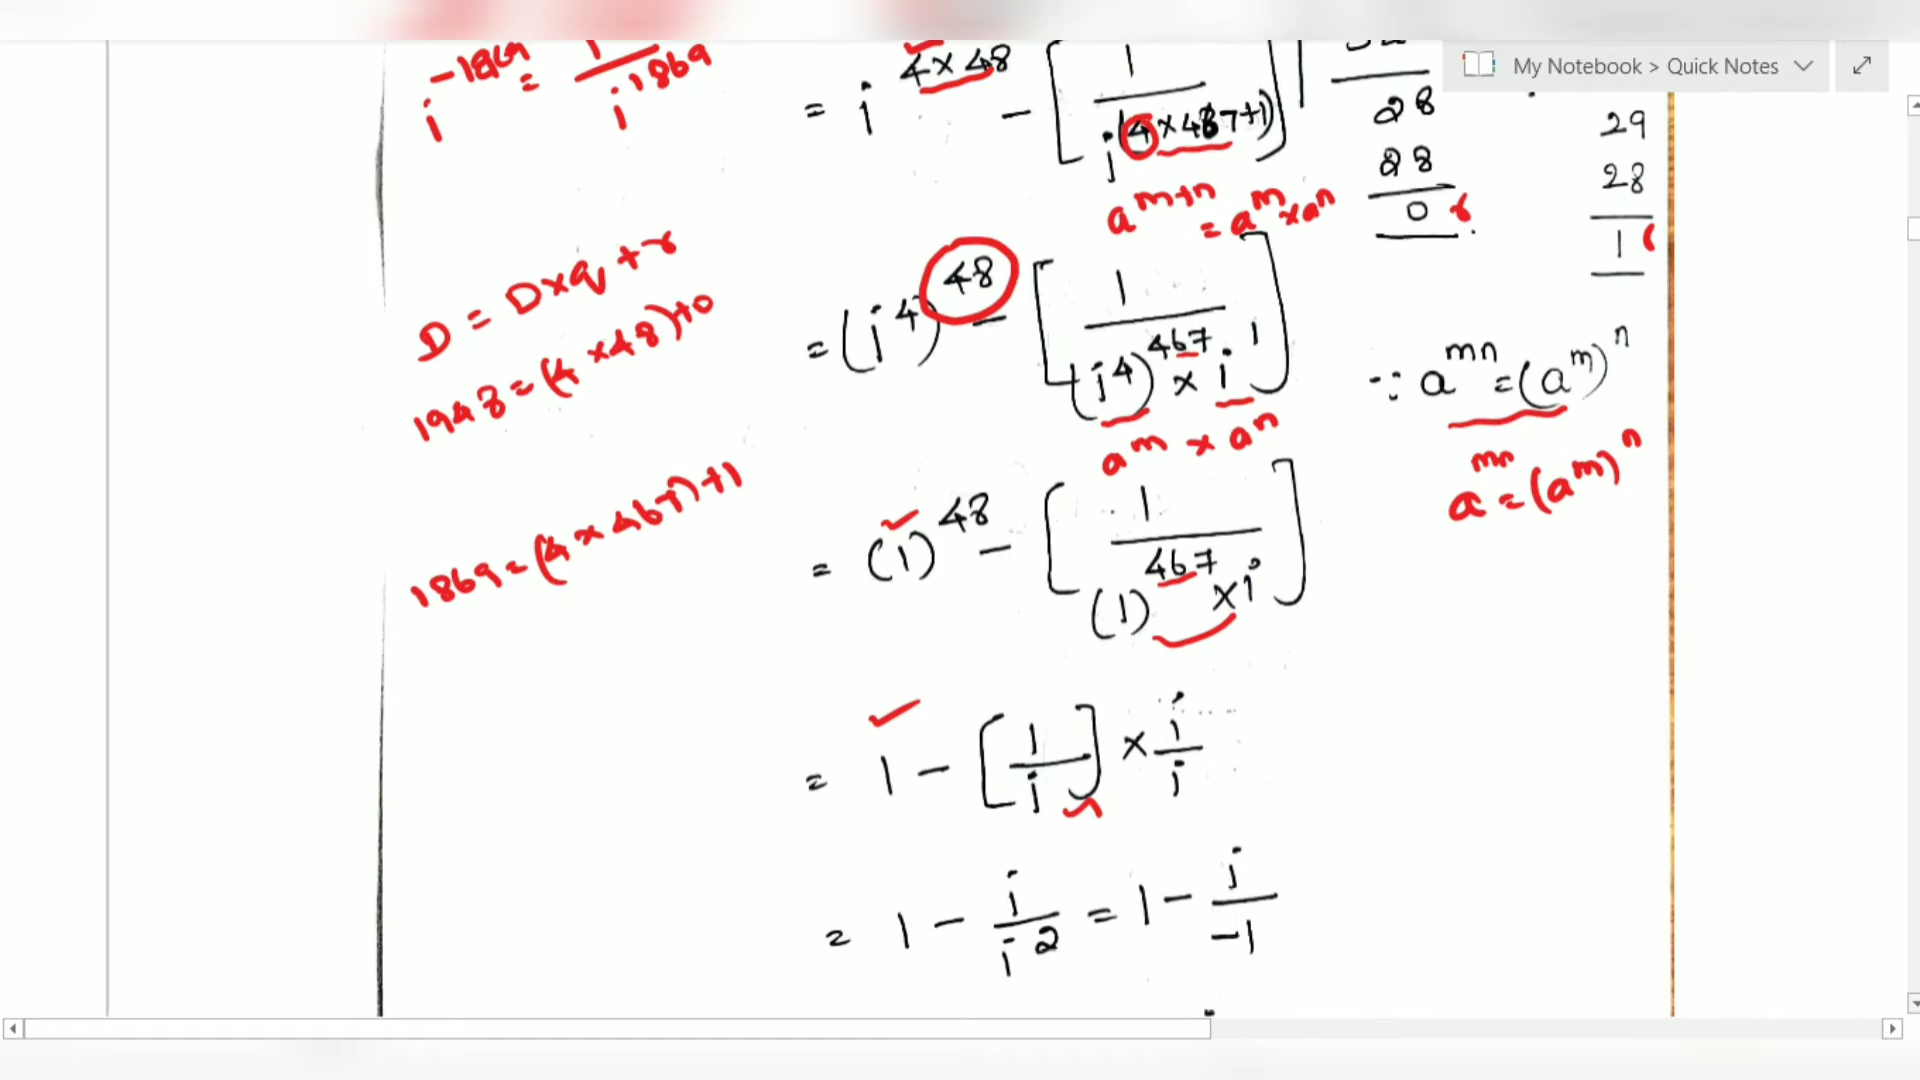 My Notebook > Quick Notes
i^-1869 = 1/i^1869
= i^4×48 - [1/i^(4×467+1)]
28
28
0 r
29
28
1 r
a^m+n = a^m × a^n
D = D×q + r
1948 = (4×48)+0
= (i^4)^48 - [1/(i^4)^467 × i^1]
∵ a^mn = (a^m)^n
a^m × a^n
a^mn = (a^m)^n
1869 = (4×467)+1
= (1)^48 - [1/(1)^467 × i]
= 1 - [1/i] × i/i
= 1 - i/i^2 = 1 - i/-1